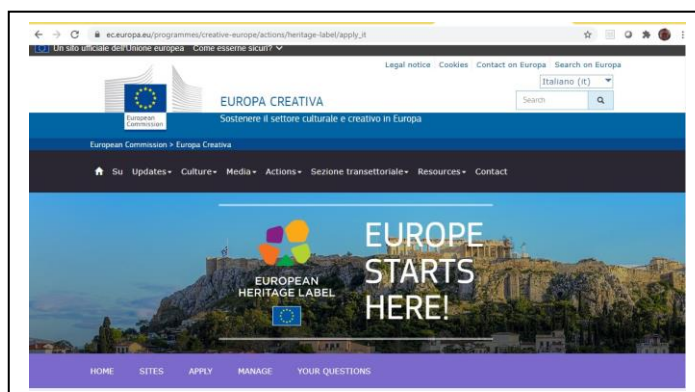 ec.europa.eu/programmes/creative-europe/actions/heritage-label/apply_it
Un sito ufficiale dell'Unione europea Come esserne sicuri?
Legal notice Cookies Contact on Europa Search on Europa
Italiano (it)
Search
European
Commission
EUROPA CREATIVA
Sostenere il settore culturale e creativo in Europa
European Commission > Europa Creativa
Su Updates Culture Media Actions Sezione transettoriale Resources Contact
EUROPEAN
HERITAGE LABEL
EUROPE
STARTS
HERE!
HOME SITES APPLY MANAGE YOUR QUESTIONS